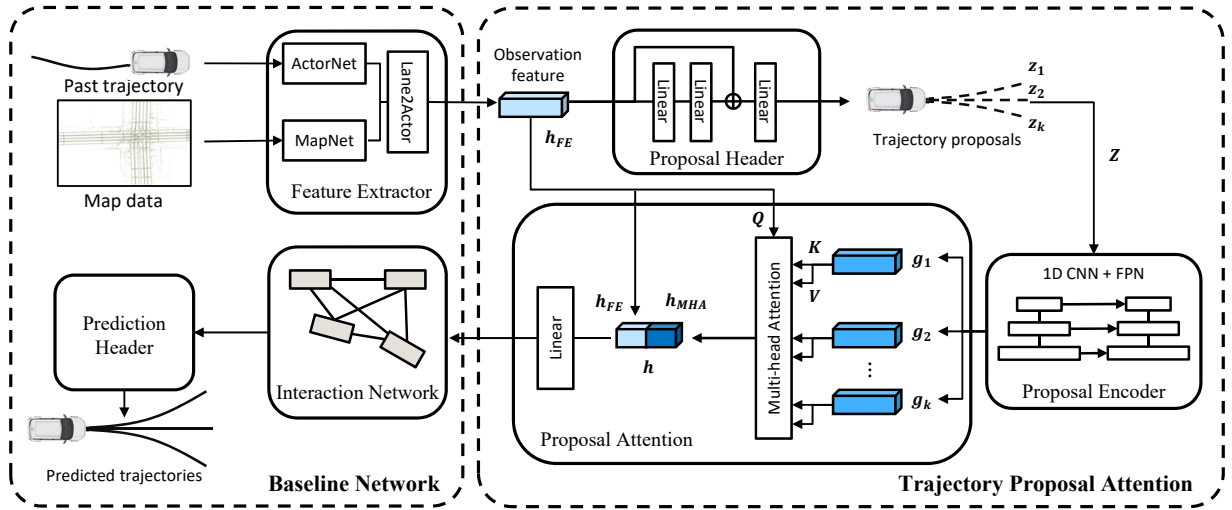 Past trajectory
Map data
ActorNet
MapNet
Lane2Actor
Feature Extractor
Observation
feature
h_FE
Linear
Linear
Linear
Proposal Header
Trajectory proposals
z_1
z_2
z_k
Z
1D CNN + FPN
Proposal Encoder
Q
K
V
Multi-head Attention
g_1
g_2
⋮
g_k
h_FE
h_MHA
h
Linear
Proposal Attention
Interaction Network
Prediction
Header
Predicted trajectories
Baseline Network
Trajectory Proposal Attention